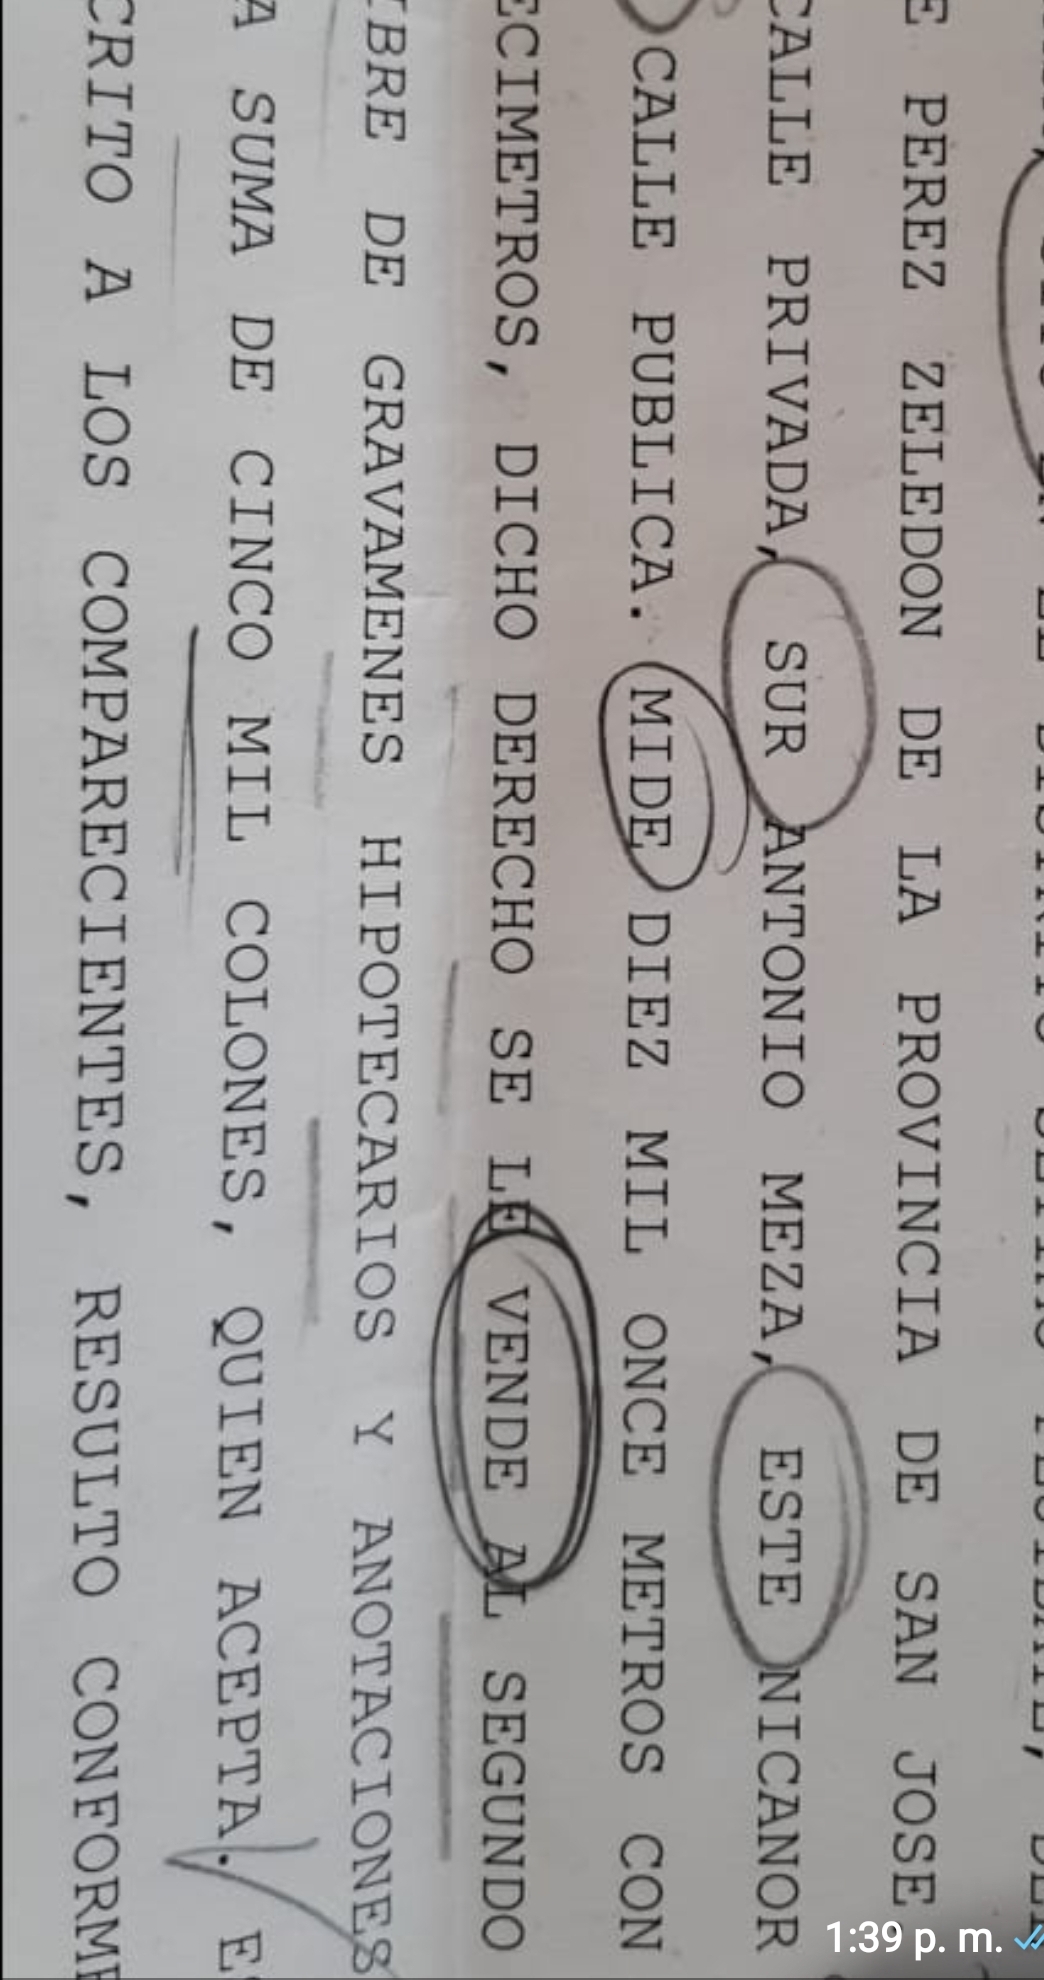 E PEREZ ZELEDON DE LA PROVINCIA DE SAN JOSE
CALLE PRIVADA, SUR ANTONIO MEZA, ESTE NICANOR
CALLE PUBLICA. MIDE DIEZ MIL ONCE METROS CON
ECIMETROS, DICHO DERECHO SE LE VENDE AL SEGUNDO
IBRE DE GRAVAMENES HIPOTECARIOS Y ANOTACIONES
A SUMA DE CINCO MIL COLONES, QUIEN ACEPTA. ES
CRITO A LOS COMPARECIENTES, RESULTO CONFORME
1:39 p. m.